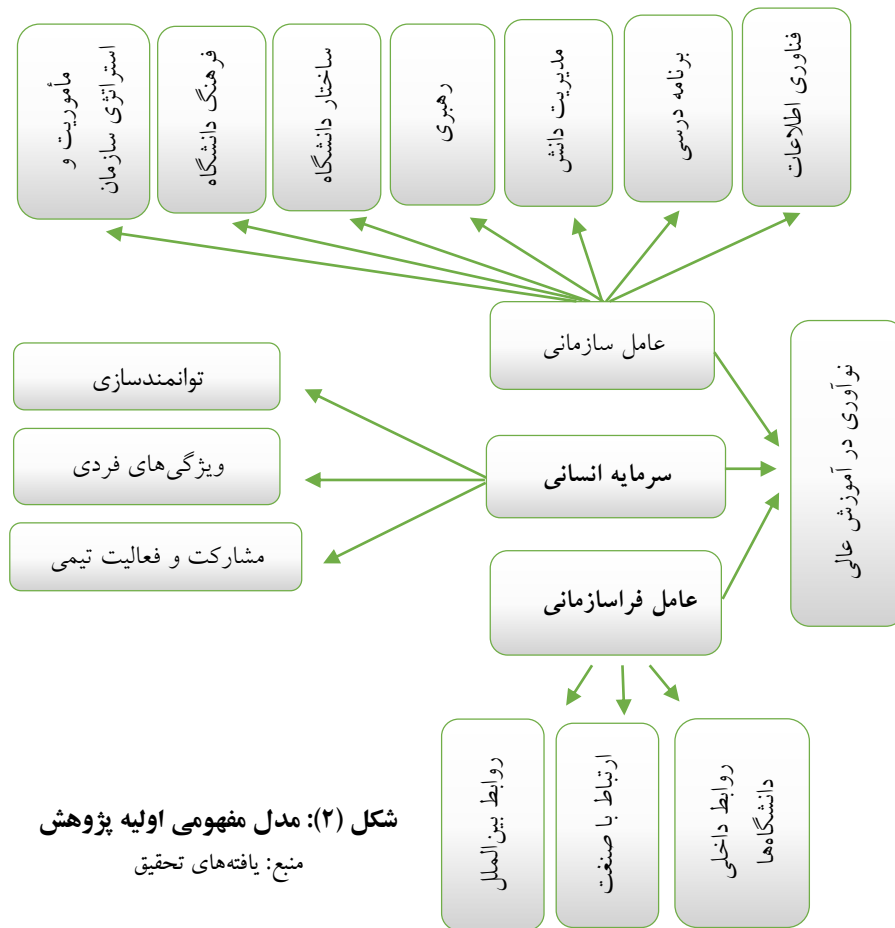 فناوری اطلاعات
برنامه درسی
مدیریت دانش
رهبری
ساختار دانشگاه
فرهنگ دانشگاه
مأموریت و
استراتژی سازمان
عامل سازمانی
نوآوری در آموزش عالی
سرمایه انسانی
عامل فراسازمانی
توانمندسازی
ویژگی‌های فردی
مشارکت و فعالیت تیمی
روابط داخلی
دانشگاه‌ها
ارتباط با صنعت
روابط بین‌الملل
شکل (۲): مدل مفهومی اولیه پژوهش
منبع: یافته‌های تحقیق